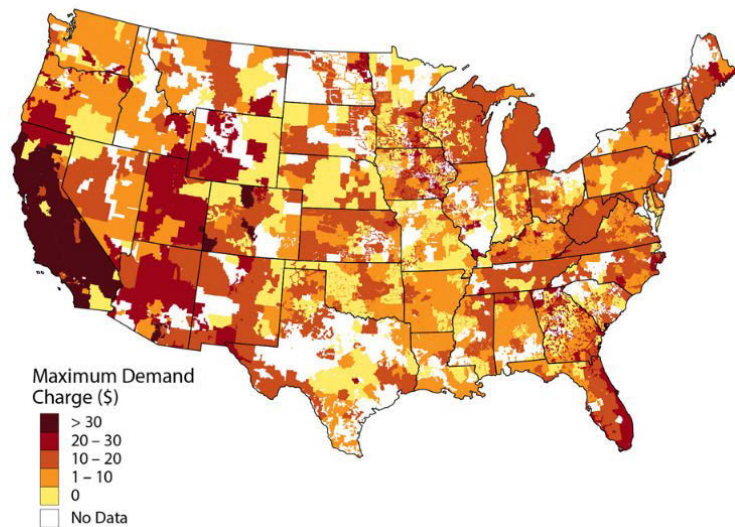 Maximum Demand
Charge ($)
> 30
20 – 30
10 – 20
1 – 10
0
No Data